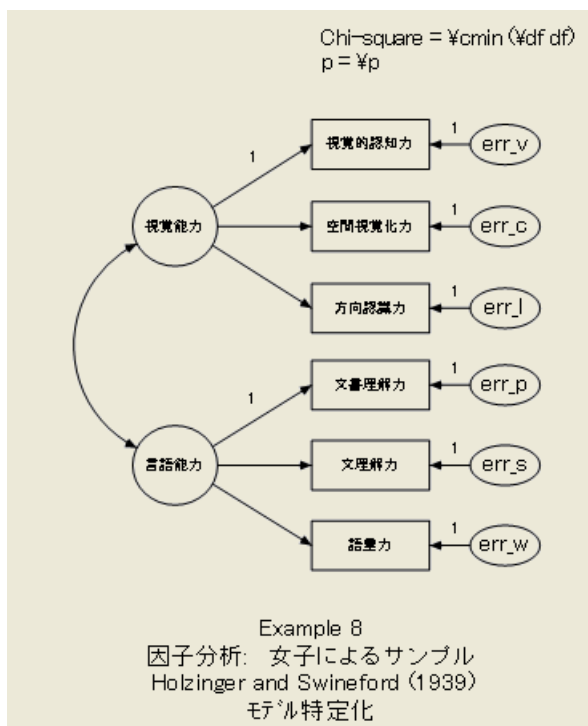 Chi-square = ¥cmin (¥df df)
p = ¥p
1
視覚的認知力
1
err_v
視覚能力
空間視覚化力
1
err_c
方向認識力
1
err_l
1
文書理解力
1
err_p
言語能力
文理解力
1
err_s
語彙力
1
err_w
Example 8
因子分析: 女子によるサンプル
Holzinger and Swineford (1939)
モデル特定化